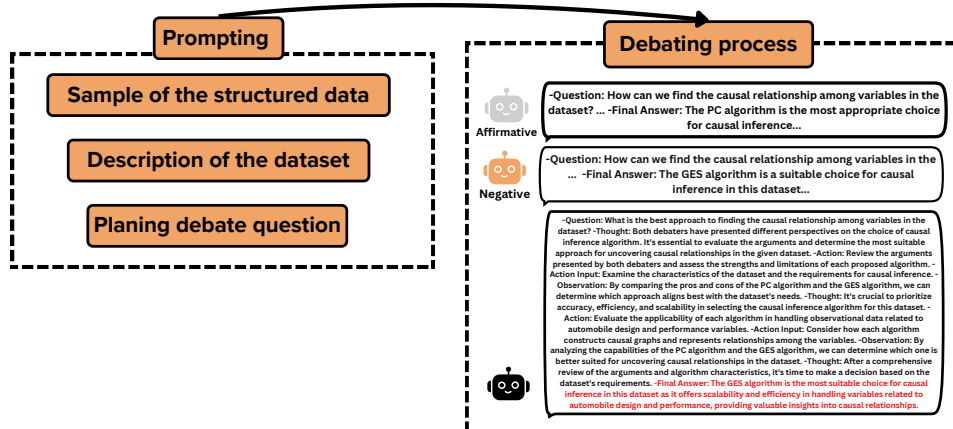 Prompting
Sample of the structured data
Description of the dataset
Planing debate question
Debating process
Affirmative
-Question: How can we find the causal relationship among variables in the
dataset? ... -Final Answer: The PC algorithm is the most appropriate choice
for causal inference...
Negative
-Question: How can we find the causal relationship among variables in the
... -Final Answer: The GES algorithm is a suitable choice for causal
inference in this dataset...
-Question: What is the best approach to finding the causal relationship among variables in the
dataset? -Thought: Both debaters have presented different perspectives on the choice of causal
inference algorithm. It's essential to evaluate the arguments and determine the most suitable
approach for uncovering causal relationships in the given dataset. -Action: Review the arguments
presented by both debaters and assess the strengths and limitations of each proposed algorithm. -
Action Input: Examine the characteristics of the dataset and the requirements for causal inference. -
Observation: By comparing the pros and cons of the PC algorithm and the GES algorithm, we can
determine which approach aligns best with the dataset's needs. -Thought: It's crucial to prioritize
accuracy, efficiency, and scalability in selecting the causal inference algorithm for this dataset. -
Action: Evaluate the applicability of each algorithm in handling observational data related to
automobile design and performance variables. -Action Input: Consider how each algorithm
constructs causal graphs and represents relationships among the variables. -Observation: By
analyzing the capabilities of the PC algorithm and the GES algorithm, we can determine which one is
better suited for uncovering causal relationships in the dataset. -Thought: After a comprehensive
review of the arguments and algorithm characteristics, it's time to make a decision based on the
dataset's requirements. -Final Answer: The GES algorithm is the most suitable choice for causal
inference in this dataset as it offers scalability and efficiency in handling variables related to
automobile design and performance, providing valuable insights into causal relationships.